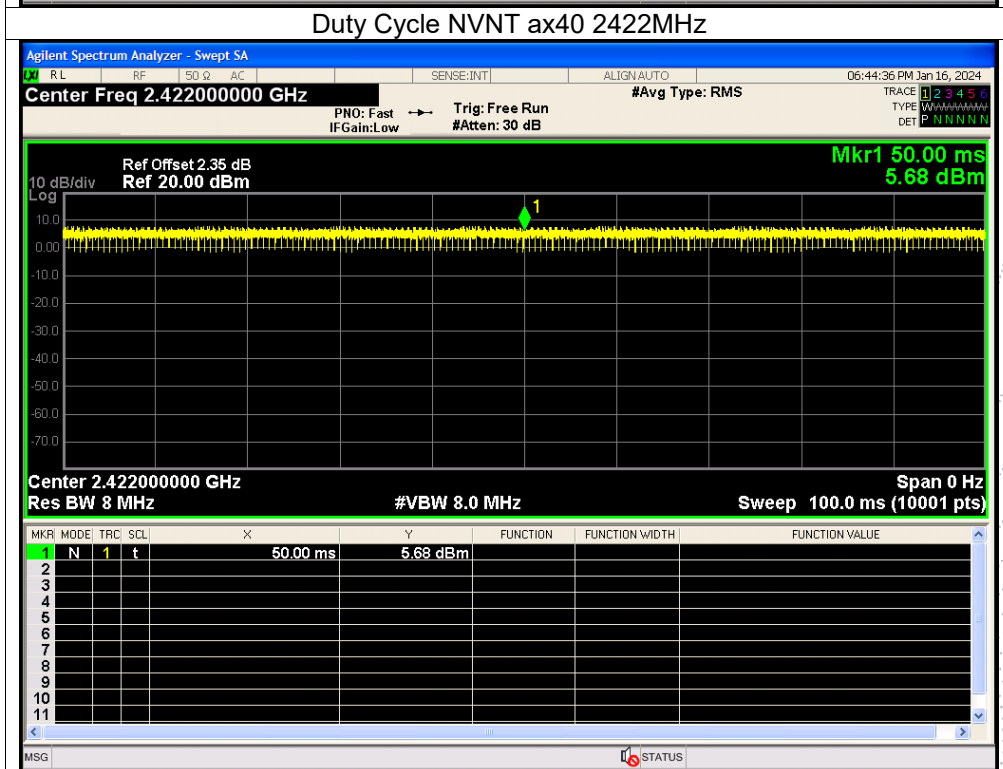 Duty Cycle NVNT ax40 2422MHz
Agilent Spectrum Analyzer - Swept SA
LXI RL RF 50 Ω AC SENSE:INT ALIGN AUTO 06:44:36 PM Jan 16, 2024
Center Freq 2.422000000 GHz
PNO: Fast
IFGain:Low
Trig: Free Run
#Atten: 30 dB
#Avg Type: RMS
TRACE 1 2 3 4 5 6
TYPE WWWWWW
DET P N N N N N
Mkr1 50.00 ms
5.68 dBm
Ref Offset 2.35 dB
10 dB/div Ref 20.00 dBm
Log
1
10.0
0.00
-10.0
-20.0
-30.0
-40.0
-50.0
-60.0
-70.0
Center 2.422000000 GHz Span 0 Hz
Res BW 8 MHz #VBW 8.0 MHz Sweep 100.0 ms (10001 pts)
MKR MODE TRC SCL X Y FUNCTION FUNCTION WIDTH FUNCTION VALUE
1 N 1 t 50.00 ms 5.68 dBm
2
3
4
5
6
7
8
9
10
11
MSG STATUS